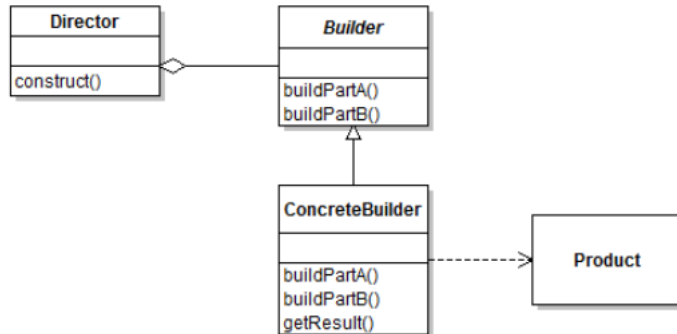 Director
construct()
Builder
buildPartA()
buildPartB()
ConcreteBuilder
buildPartA()
buildPartB()
getResult()
Product